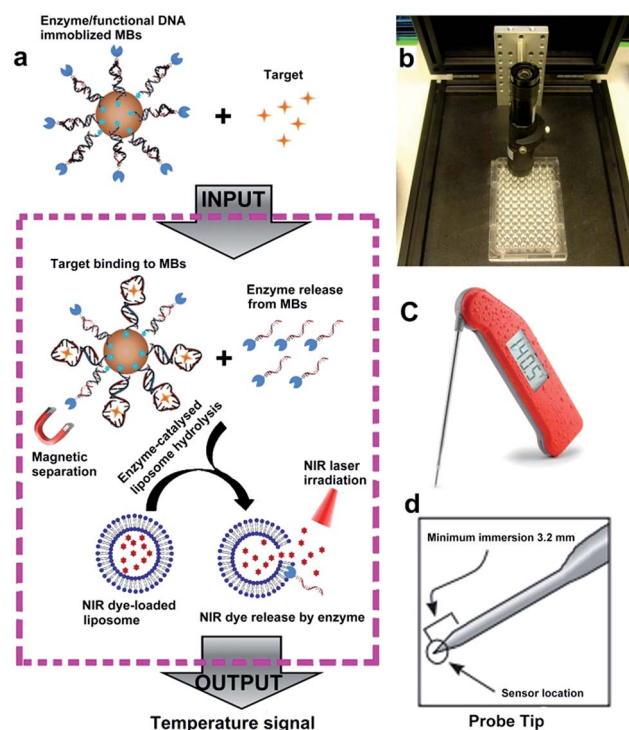 a
Enzyme/functional DNA
immoblized MBs
Target
INPUT
Target binding to MBs
Enzyme release
from MBs
Magnetic
separation
Enzyme-catalysed
liposome hydrolysis
NIR laser
irradiation
NIR dye-loaded
liposome
NIR dye release by enzyme
OUTPUT
Temperature signal
b
c
140.5
d
Minimum immersion 3.2 mm
Sensor location
Probe Tip